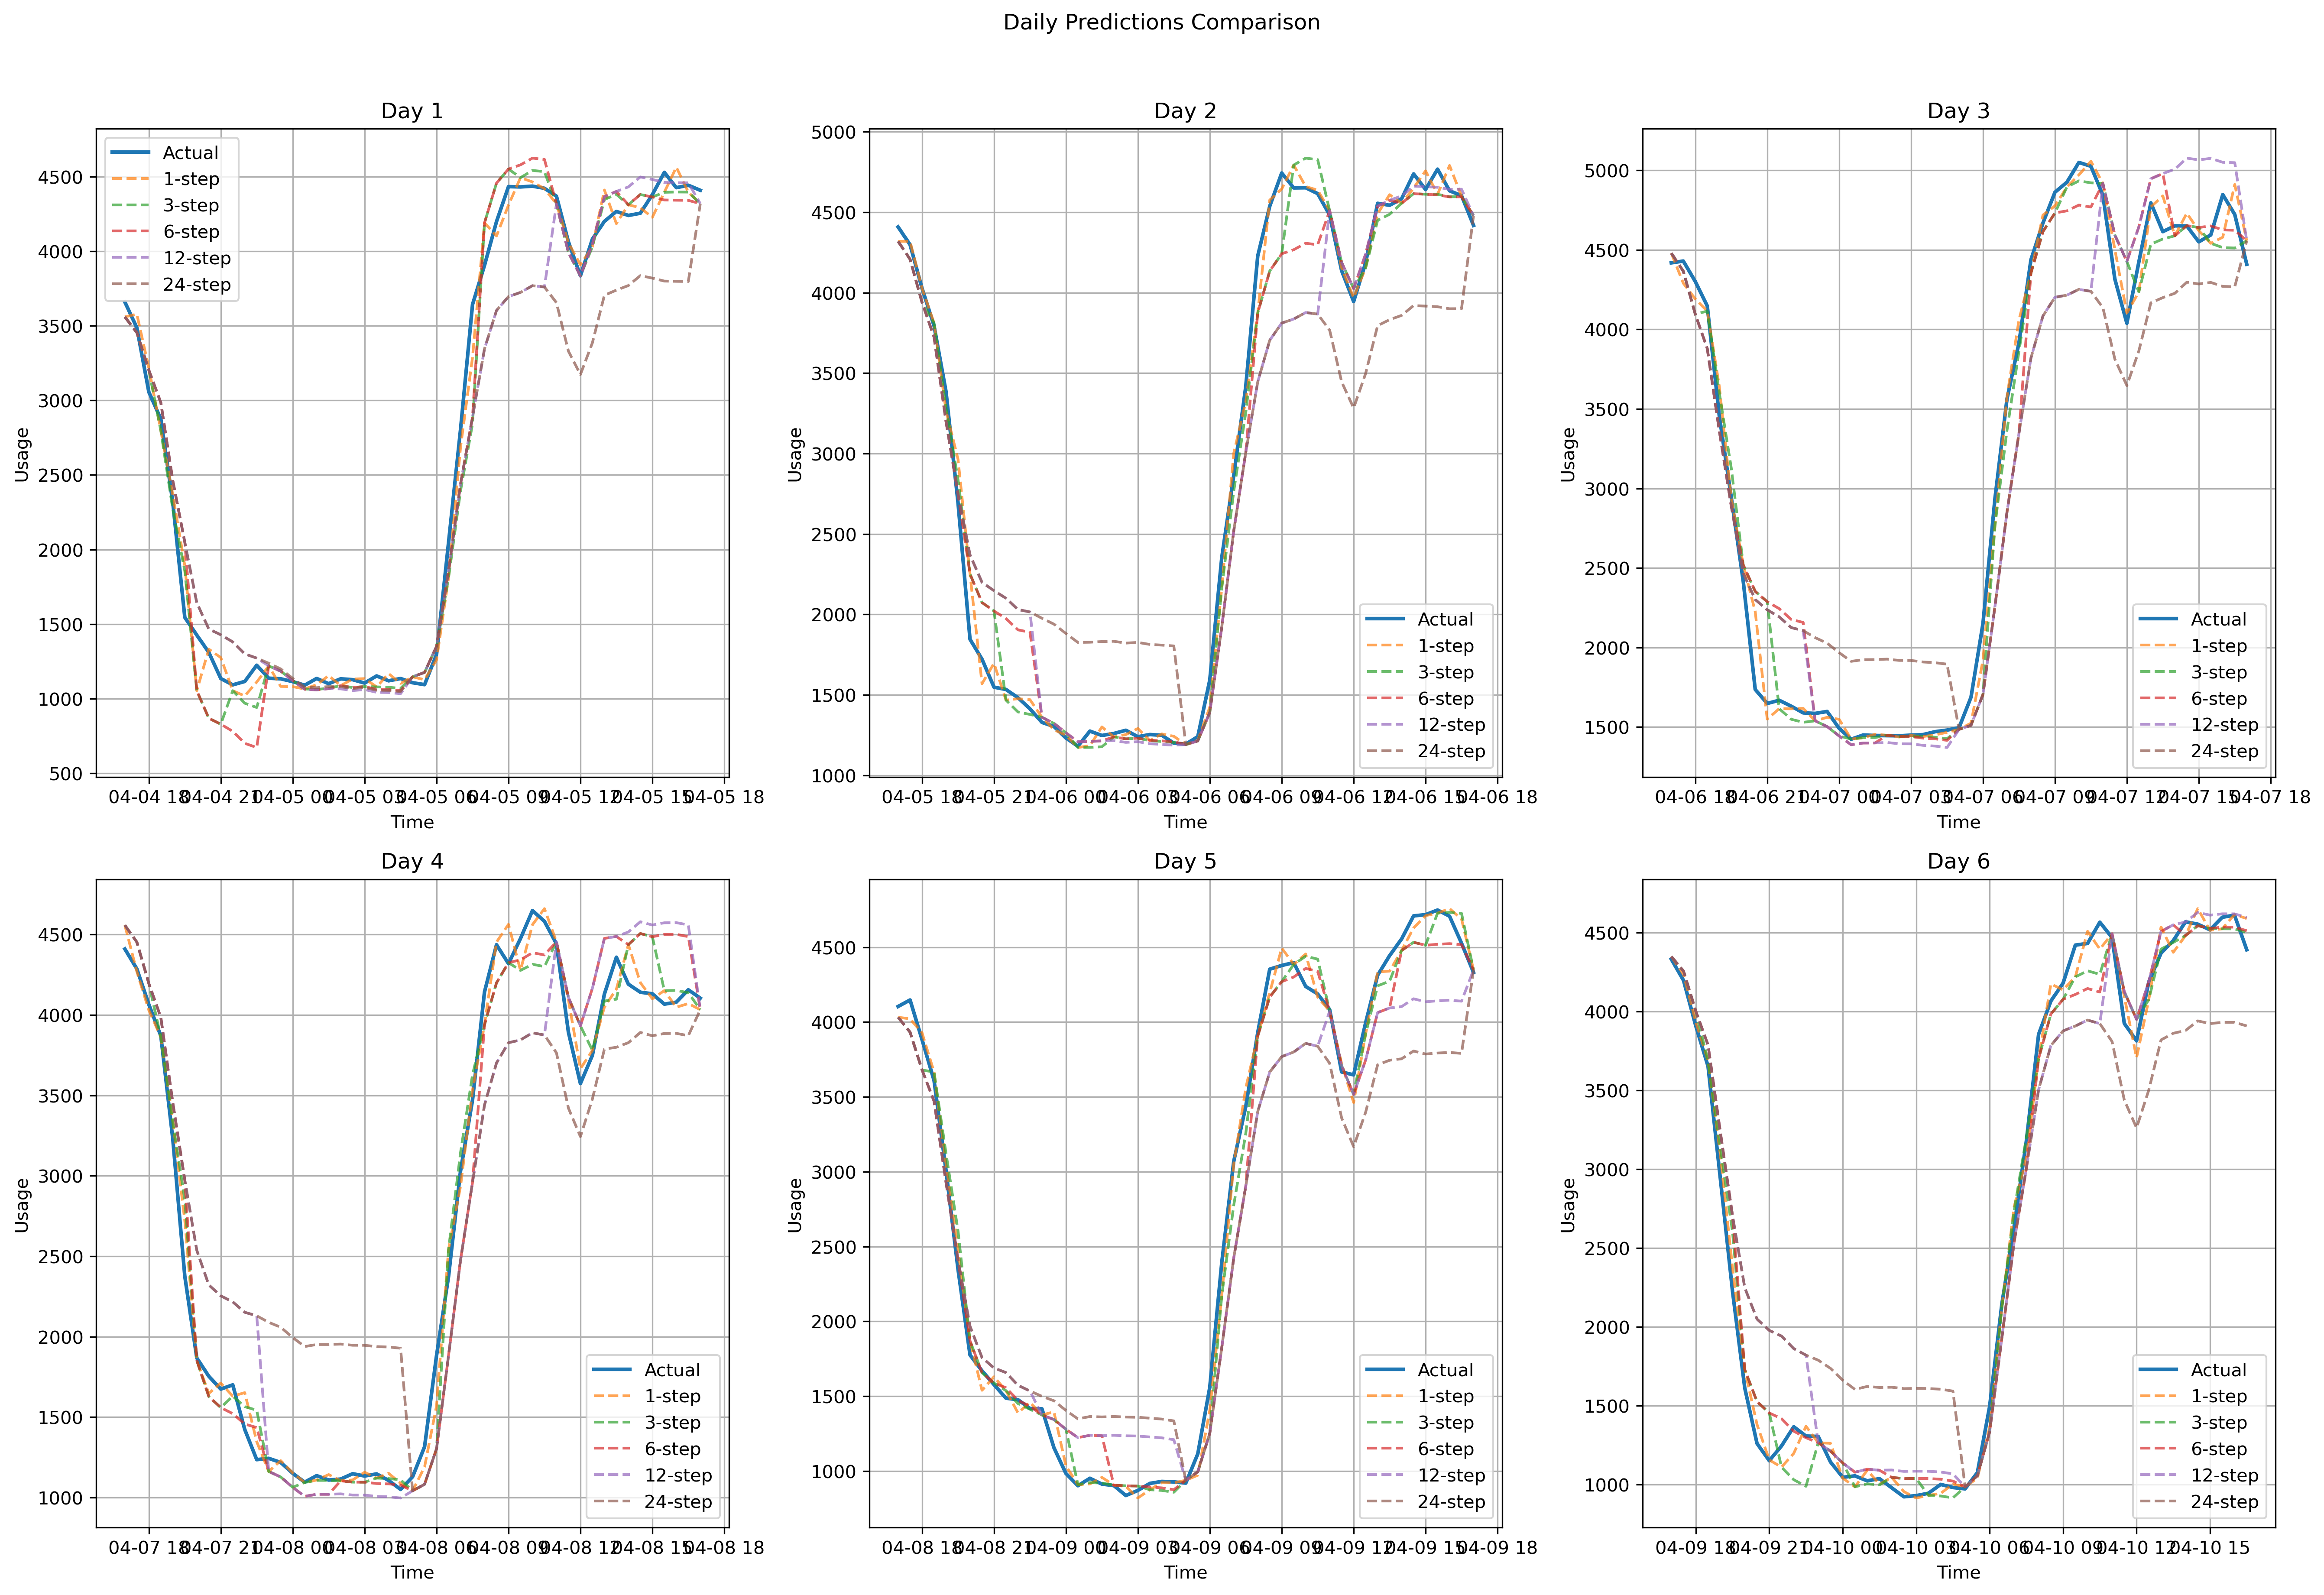 Daily Predictions Comparison
Day 1
Usage
4500
4000
3500
3000
2500
2000
1500
1000
500
Actual
1-step
3-step
6-step
12-step
24-step
04-04 18 04-04 21 04-05 00 04-05 03 04-05 06 04-05 09 04-05 12 04-05 15 04-05 18
Time
Day 2
Usage
5000
4500
4000
3500
3000
2500
2000
1500
1000
Actual
1-step
3-step
6-step
12-step
24-step
04-05 18 04-05 21 04-06 00 04-06 03 04-06 06 04-06 09 04-06 12 04-06 15 04-06 18
Time
Day 3
Usage
5000
4500
4000
3500
3000
2500
2000
1500
Actual
1-step
3-step
6-step
12-step
24-step
04-06 18 04-06 21 04-07 00 04-07 03 04-07 06 04-07 09 04-07 12 04-07 15 04-07 18
Time
Day 4
Usage
4500
4000
3500
3000
2500
2000
1500
1000
Actual
1-step
3-step
6-step
12-step
24-step
04-07 18 04-07 21 04-08 00 04-08 03 04-08 06 04-08 09 04-08 12 04-08 15 04-08 18
Time
Day 5
Usage
4500
4000
3500
3000
2500
2000
1500
1000
Actual
1-step
3-step
6-step
12-step
24-step
04-08 18 04-08 21 04-09 00 04-09 03 04-09 06 04-09 09 04-09 12 04-09 15 04-09 18
Time
Day 6
Usage
4500
4000
3500
3000
2500
2000
1500
1000
Actual
1-step
3-step
6-step
12-step
24-step
04-09 18 04-09 21 04-10 00 04-10 03 04-10 06 04-10 09 04-10 12 04-10 15
Time